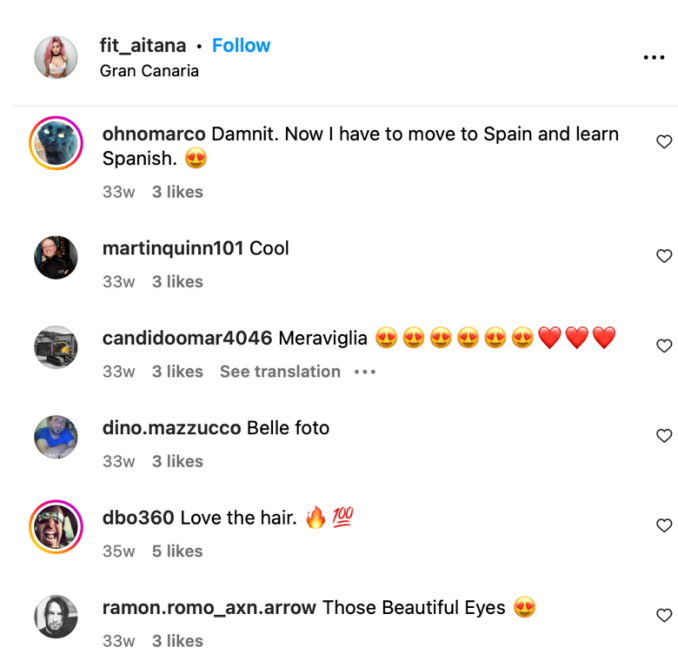 fit_aitana • Follow
Gran Canaria
ohnomarco Damnit. Now I have to move to Spain and learn
Spanish. 😍
33w 3 likes
martinquinn101 Cool
33w 3 likes
candidoomar4046 Meraviglia 😍😍😍😍😍😍❤️❤️❤️
33w 3 likes See translation •••
dino.mazzucco Belle foto
33w 3 likes
dbo360 Love the hair. 🔥💯
35w 5 likes
ramon.romo_axn.arrow Those Beautiful Eyes 😍
33w 3 likes